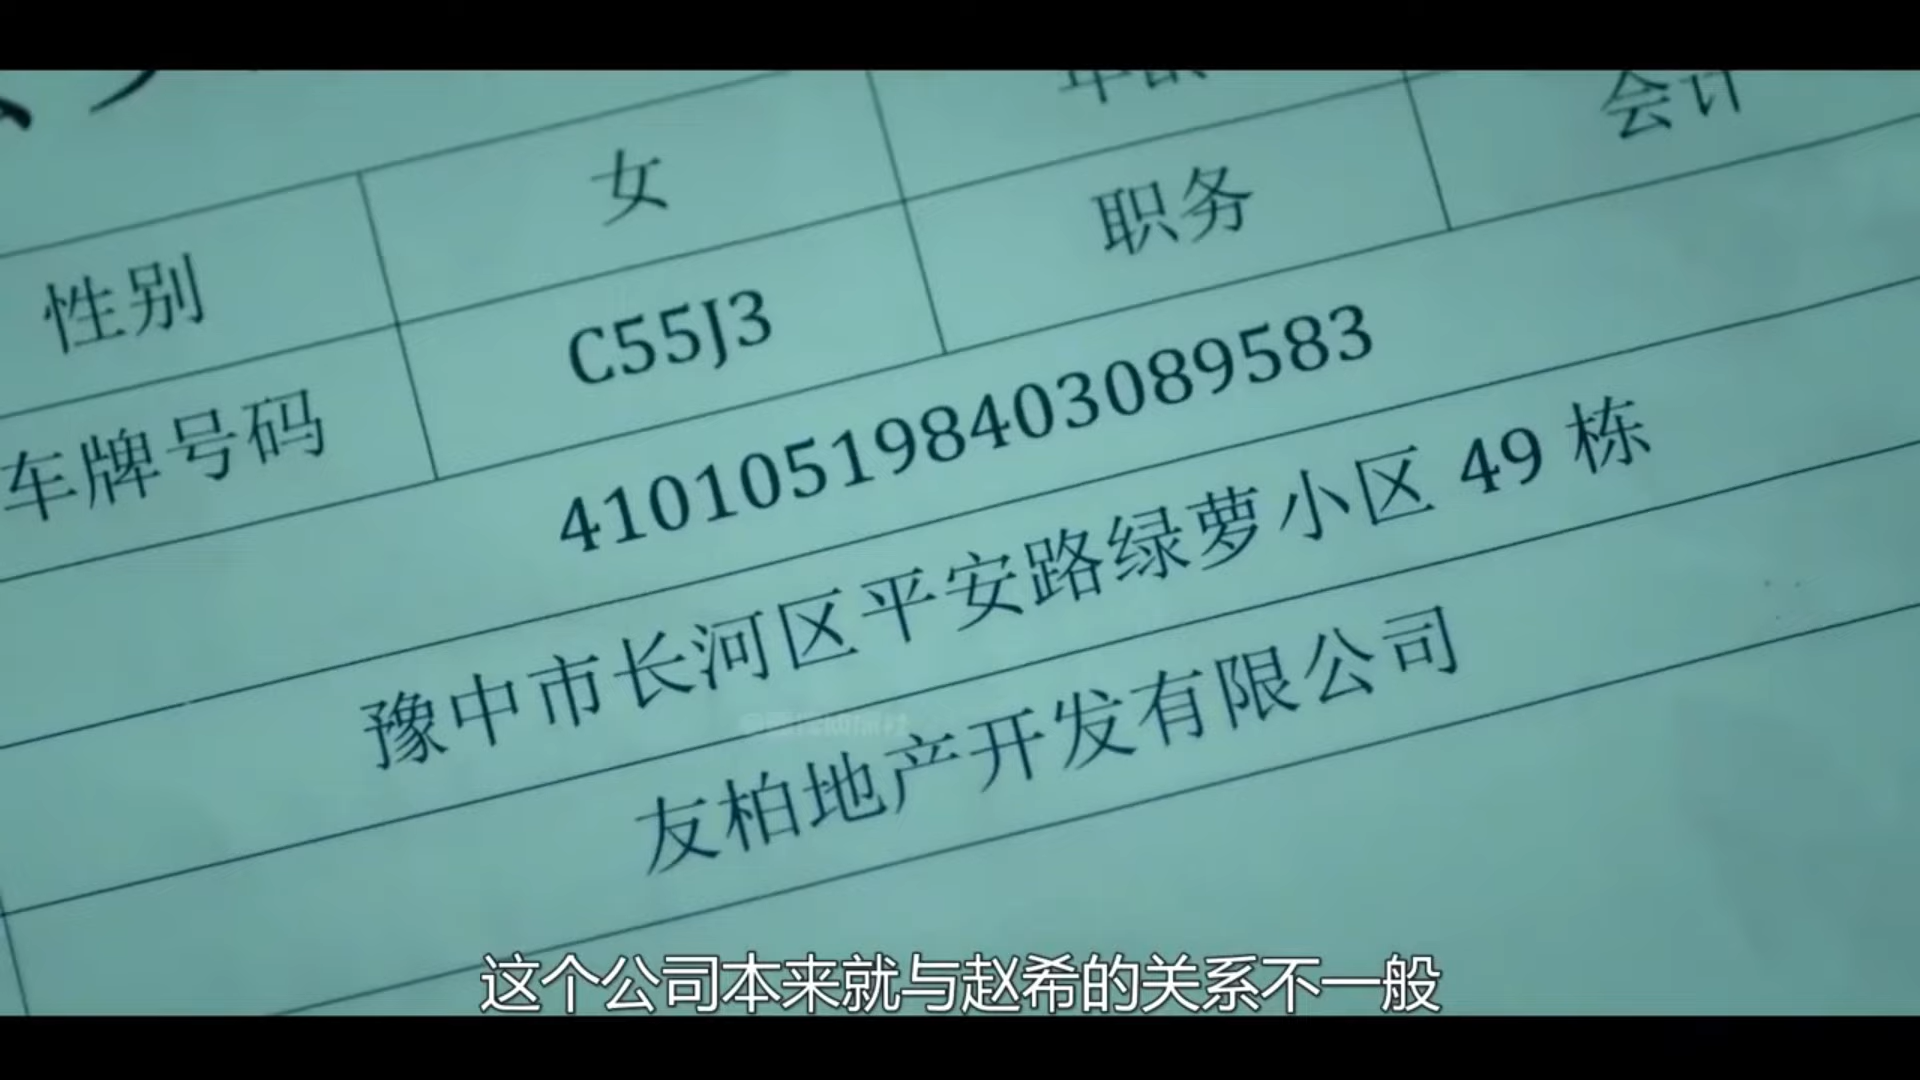 会计
女
职务
性别
C55J3
车牌号码
410105198403089583
豫中市长河区平安路绿萝小区 49 栋
友柏地产开发有限公司
这个公司本来就与赵希的关系不一般